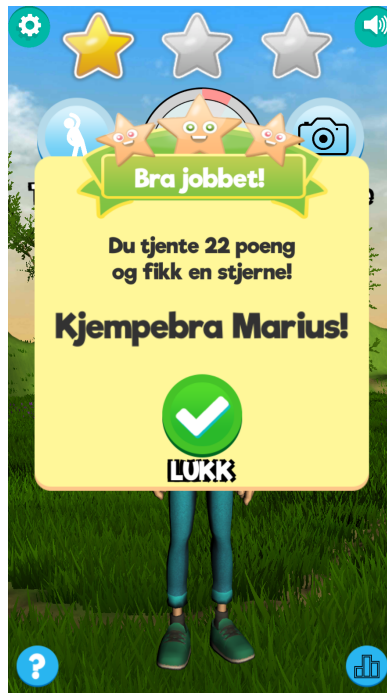 Bra jobbet!
Du tjente 22 poeng
og fikk en stjerne!
Kjempebra Marius!
LUKK
?